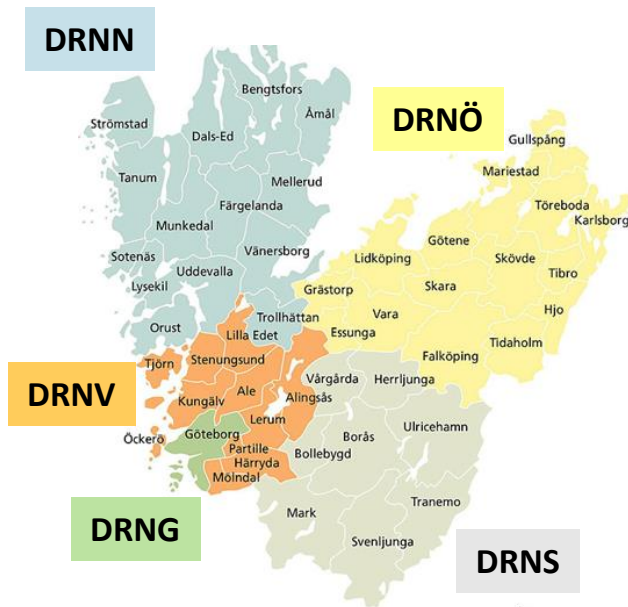 DRNN
Bengtsfors
Åmål
Strömstad
Dals-Ed
DRNÖ
Gullspång
Mariestad
Tanum
Mellerud
Töreboda
Färgelanda
Karlsborg
Munkedal
Götene
Sotenäs
Vänersborg
Lidköping
Skövde
Uddevalla
Tibro
Lysekil
Grästorp
Skara
Hjo
Orust
Trollhättan
Vara
Lilla Edet
Essunga
Tidaholm
Tjörn
Stenungsund
Falköping
DRNV
Vårgårda
Herrljunga
Kungälv
Ale
Alingsås
Lerum
Ulricehamn
Öckerö
Göteborg
Borås
Partille
Bollebygd
Härryda
Mölndal
Tranemo
DRNG
Mark
Svenljunga
DRNS